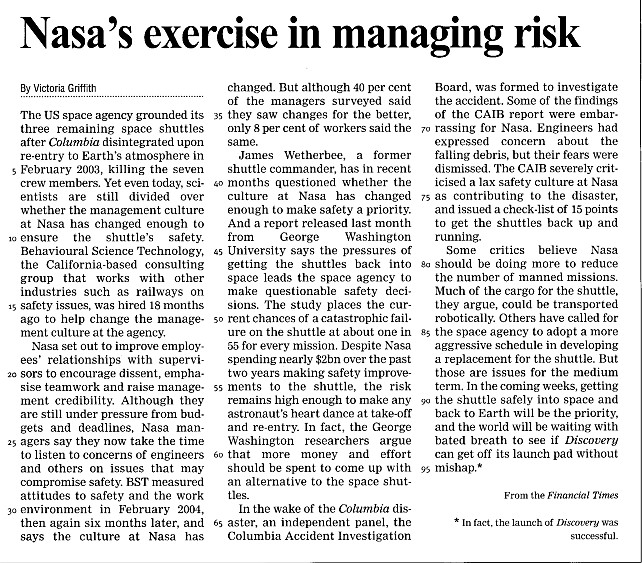 Nasa's exercise in managing risk
By Victoria Griffith
The US space agency grounded its
three remaining space shuttles
after Columbia disintegrated upon
re-entry to Earth's atmosphere in
5 February 2003, killing the seven
crew members. Yet even today, sci-
entists are still divided over
whether the management culture
at Nasa has changed enough to
10 ensure the shuttle's safety.
Behavioural Science Technology,
the California-based consulting
group that works with other
industries such as railways on
15 safety issues, was hired 18 months
ago to help change the manage-
ment culture at the agency.
Nasa set out to improve employ-
ees' relationships with supervi-
20 sors to encourage dissent, empha-
sise teamwork and raise manage-
ment credibility. Although they
are still under pressure from bud-
gets and deadlines, Nasa man-
25 agers say they now take the time
to listen to concerns of engineers
and others on issues that may
compromise safety. BST measured
attitudes to safety and the work
30 environment in February 2004,
then again six months later, and
says the culture at Nasa has
changed. But although 40 per cent
of the managers surveyed said
35 they saw changes for the better,
only 8 per cent of workers said the
same.
James Wetherbee, a former
shuttle commander, has in recent
40 months questioned whether the
culture at Nasa has changed
enough to make safety a priority.
And a report released last month
from George Washington
45 University says the pressures of
getting the shuttles back into
space leads the space agency to
make questionable safety deci-
sions. The study places the cur-
50 rent chances of a catastrophic fail-
ure on the shuttle at about one in
55 for every mission. Despite Nasa
spending nearly $2bn over the past
two years making safety improve-
55 ments to the shuttle, the risk
remains high enough to make any
astronaut's heart dance at take-off
and re-entry. In fact, the George
Washington researchers argue
60 that more money and effort
should be spent to come up with
an alternative to the space shut-
tles.
In the wake of the Columbia dis-
65 aster, an independent panel, the
Columbia Accident Investigation
Board, was formed to investigate
the accident. Some of the findings
of the CAIB report were embar-
70 rassing for Nasa. Engineers had
expressed concern about the
falling debris, but their fears were
dismissed. The CAIB severely crit-
icised a lax safety culture at Nasa
75 as contributing to the disaster,
and issued a check-list of 15 points
to get the shuttles back up and
running.
Some critics believe Nasa
80 should be doing more to reduce
the number of manned missions.
Much of the cargo for the shuttle,
they argue, could be transported
robotically. Others have called for
85 the space agency to adopt a more
aggressive schedule in developing
a replacement for the shuttle. But
those are issues for the medium
term. In the coming weeks, getting
90 the shuttle safely into space and
back to Earth will be the priority,
and the world will be waiting with
bated breath to see if Discovery
can get off its launch pad without
95 mishap.*
From the Financial Times
* In fact, the launch of Discovery was
successful.